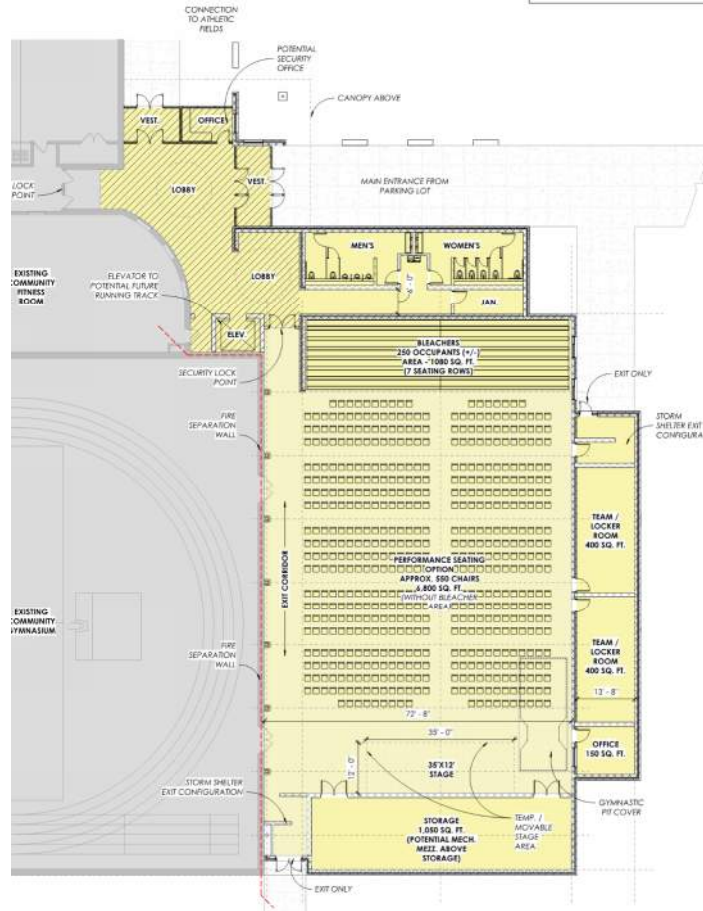 CONNECTION
TO ATHLETIC
FIELDS
POTENTIAL
SECURITY
OFFICE
CANOPY ABOVE
VEST.
OFFICE
LOBBY
VEST.
MAIN ENTRANCE FROM
PARKING LOT
LOCK
POINT
MEN'S
WOMEN'S
EXISTING
COMMUNITY
FITNESS
ROOM
ELEVATOR TO
POTENTIAL FUTURE
RUNNING TRACK
LOBBY
6' - 0"
JAN.
ELEV.
BLEACHERS
250 OCCUPANTS (+/-)
AREA ~1080 SQ. FT.
(7 SEATING ROWS)
SECURITY LOCK
POINT
EXIT ONLY
FIRE
SEPARATION
WALL
STORM
SHELTER EXIT
CONFIGURA
TEAM /
LOCKER
ROOM
400 SQ. FT.
EXIT CORRIDOR
PERFORMANCE SEATING
OPTION
APPROX. 550 CHAIRS
6,800 SQ. FT.
(WITHOUT BLEACHER
AREA)
EXISTING
COMMUNITY
GYMNASIUM
FIRE
SEPARATION
WALL
TEAM /
LOCKER
ROOM
400 SQ. FT.
13' - 8"
72' - 8"
35' - 0"
OFFICE
150 SQ. FT.
12' - 0"
35'X12'
STAGE
STORM SHELTER
EXIT CONFIGURATION
GYMNASTIC
PIT COVER
STORAGE
1,050 SQ. FT.
(POTENTIAL MECH.
MEZZ. ABOVE
STORAGE)
TEMP. /
MOVABLE
STAGE
AREA
EXIT ONLY